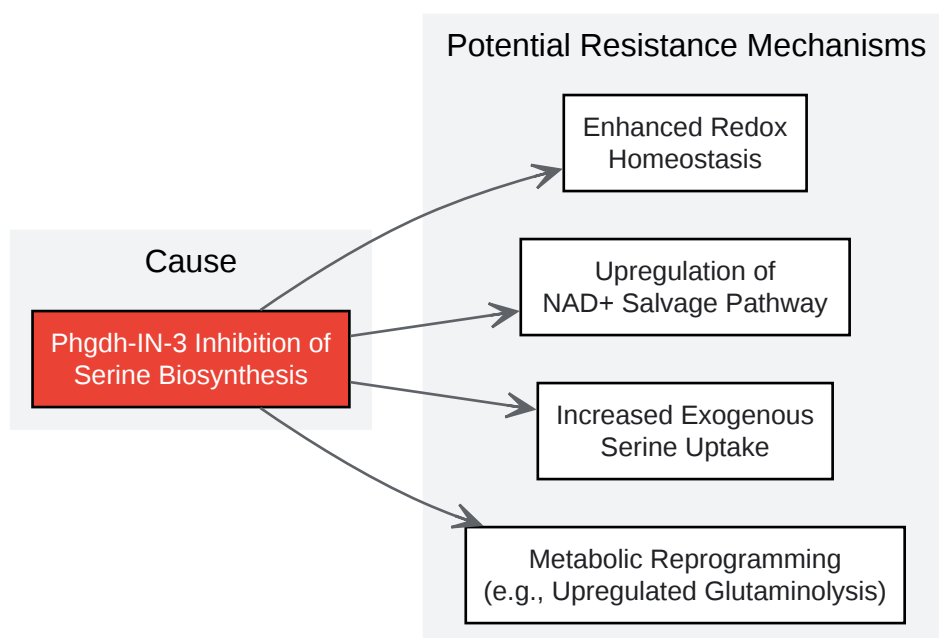 Potential Resistance Mechanisms
Enhanced Redox
Homeostasis
Cause
Upregulation of
NAD+ Salvage Pathway
Phgdh-IN-3 Inhibition of
Serine Biosynthesis
Increased Exogenous
Serine Uptake
Metabolic Reprogramming
(e.g., Upregulated Glutaminolysis)